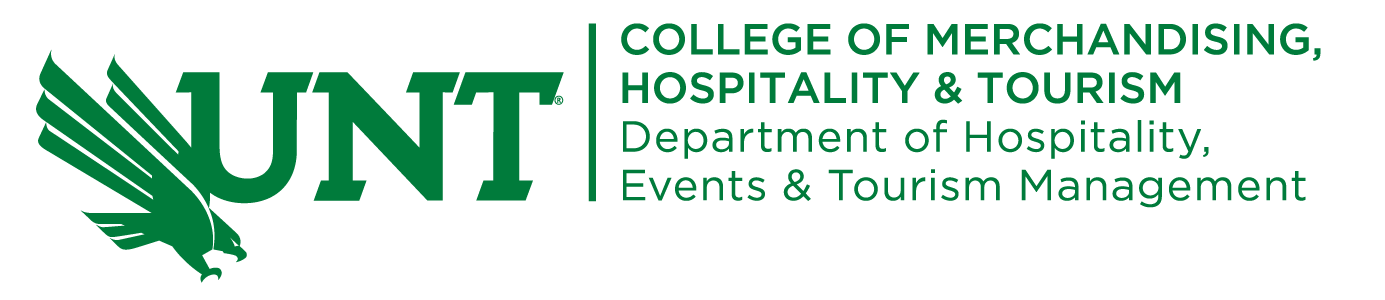 UNT®
COLLEGE OF MERCHANDISING,
HOSPITALITY & TOURISM
Department of Hospitality,
Events & Tourism Management